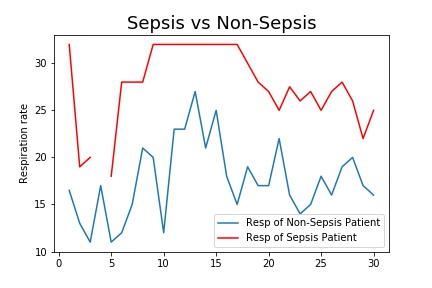 Sepsis vs Non-Sepsis
Respiration rate
30
25
20
15
10
0 5 10 15 20 25 30
Resp of Non-Sepsis Patient
Resp of Sepsis Patient